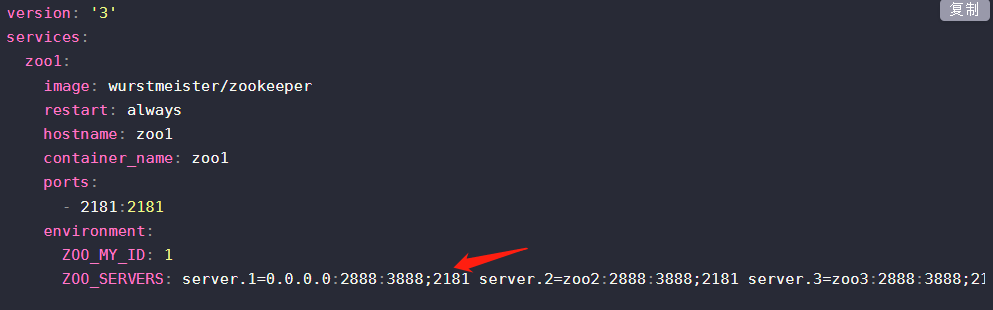 复制
version: '3'
services:
  zoo1:
    image: wurstmeister/zookeeper
    restart: always
    hostname: zoo1
    container_name: zoo1
    ports:
      - 2181:2181
    environment:
      ZOO_MY_ID: 1
      ZOO_SERVERS: server.1=0.0.0.0:2888:3888;2181 server.2=zoo2:2888:3888;2181 server.3=zoo3:2888:3888;21